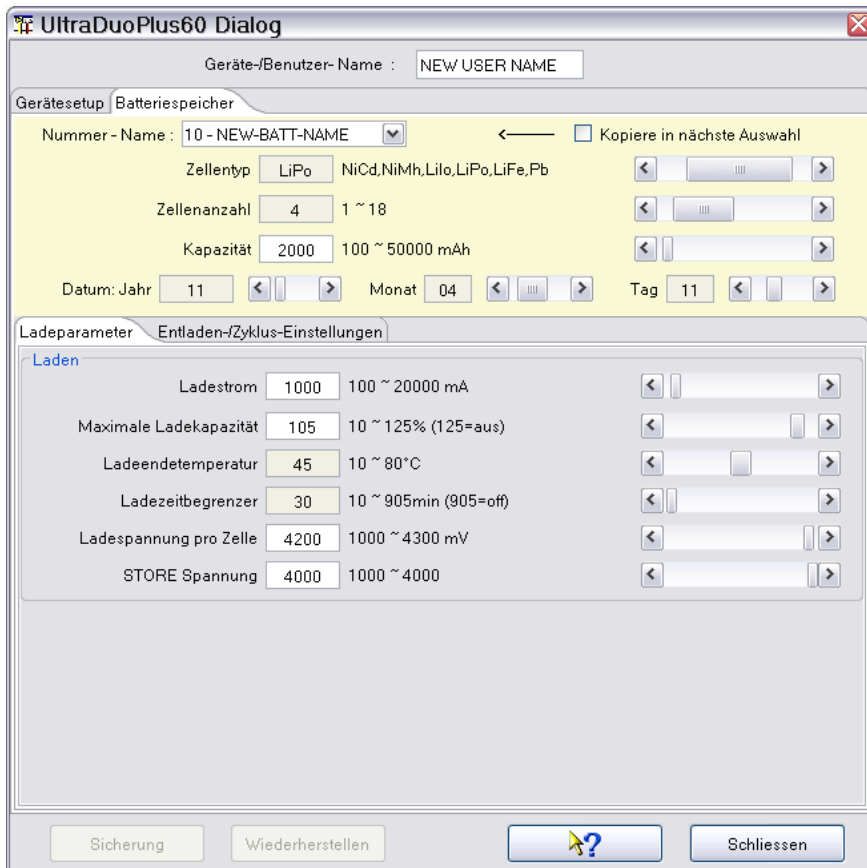 UltraDuoPlus60 Dialog
Geräte-/Benutzer- Name : NEW USER NAME
Gerätesetup Batteriespeicher
Nummer - Name : 10 - NEW-BATT-NAME <—— Kopiere in nächste Auswahl
Zellentyp LiPo NiCd,NiMh,LiIo,LiPo,LiFe,Pb
Zellenanzahl 4 1 ~ 18
Kapazität 2000 100 ~ 50000 mAh
Datum: Jahr 11 Monat 04 Tag 11
Ladeparameter Entladen-/Zyklus-Einstellungen
Laden
Ladestrom 1000 100 ~ 20000 mA
Maximale Ladekapazität 105 10 ~ 125% (125=aus)
Ladeendetemperatur 45 10 ~ 80°C
Ladezeitbegrenzer 30 10 ~ 905min (905=off)
Ladespannung pro Zelle 4200 1000 ~ 4300 mV
STORE Spannung 4000 1000 ~ 4000
Sicherung Wiederherstellen ? Schliessen